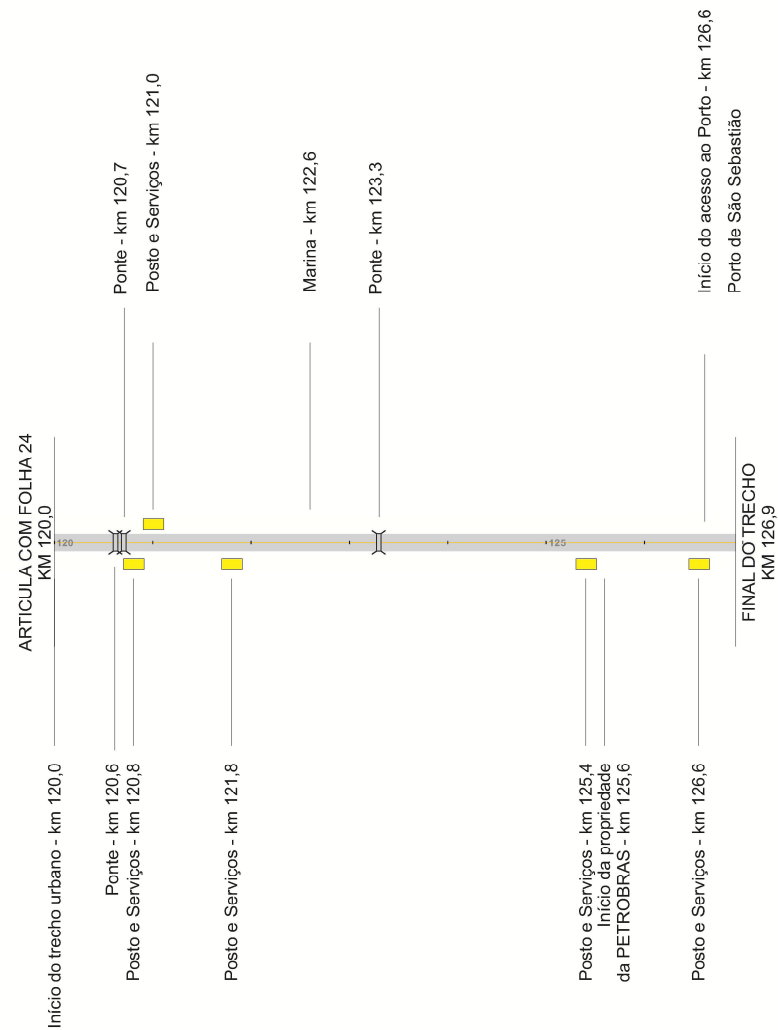 ARTICULA COM FOLHA 24
KM 120,0
Início do trecho urbano - km 120,0
Ponte - km 120,6
Ponte - km 120,7
Posto e Serviços - km 120,8
Posto e Serviços - km 121,0
Posto e Serviços - km 121,8
Marina - km 122,6
Ponte - km 123,3
Posto e Serviços - km 125,4
Início da propriedade
da PETROBRAS - km 125,6
Posto e Serviços - km 126,6
Início do acesso ao Porto - km 126,6
Porto de São Sebastião
120
125
FINAL DO TRECHO
KM 126,9